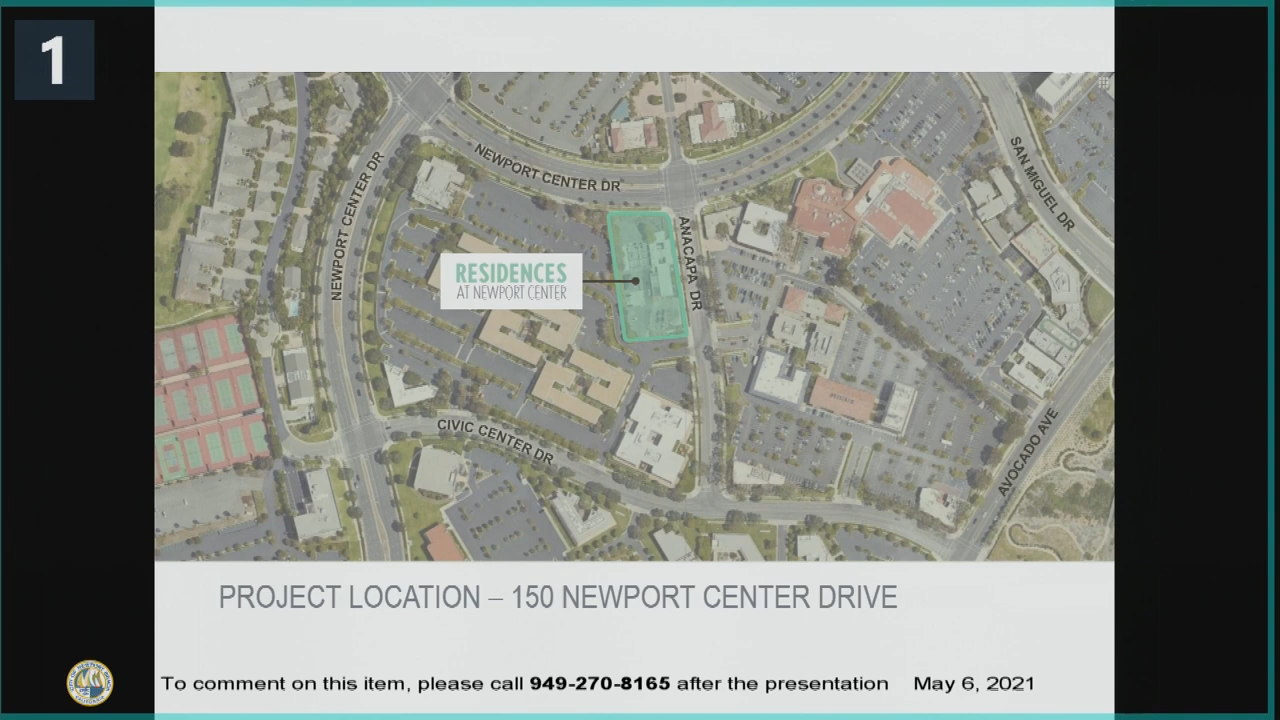 1
SAN MIGUEL DR
NEWPORT CENTER DR
NEWPORT CENTER DR
ANACAPA DR
RESIDENCES
AT NEWPORT CENTER
CIVIC CENTER DR
AVOCADO AVE
PROJECT LOCATION – 150 NEWPORT CENTER DRIVE
To comment on this item, please call 949-270-8165 after the presentation May 6, 2021